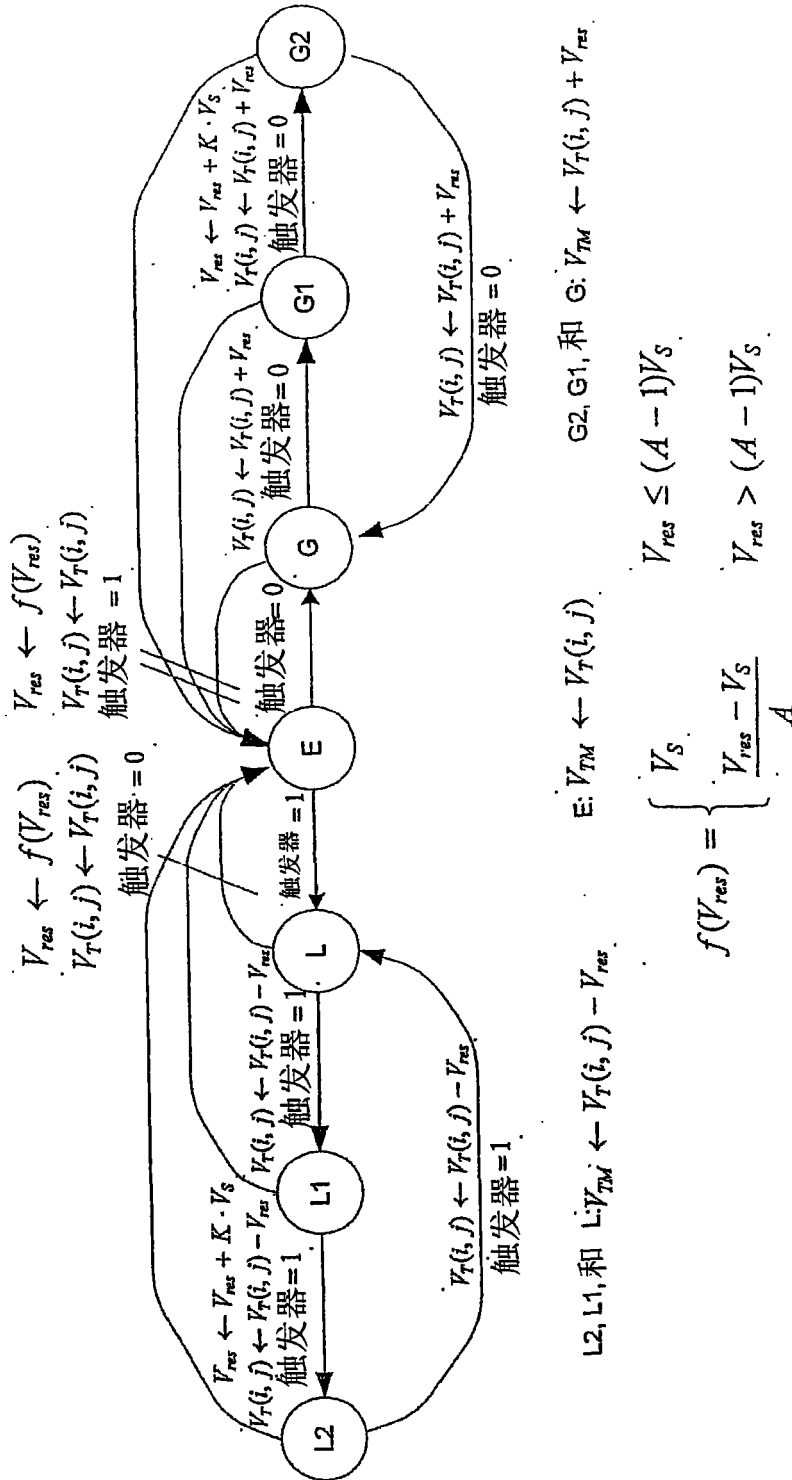 V_res ← f(V_res)
V_T(i, j) ← V_T(i, j)
触发器 = 0
V_res ← f(V_res)
V_T(i, j) ← V_T(i, j)
触发器 = 1
V_res ← V_res + K · V_S
V_T(i, j) ← V_T(i, j) − V_res
触发器 = 1
V_T(i, j) ← V_T(i, j) − V_res
触发器 = 1
触发器 = 1
触发器 = 0
V_T(i, j) ← V_T(i, j) + V_res
触发器 = 0
V_res ← V_res + K · V_S
V_T(i, j) ← V_T(i, j) + V_res
触发器 = 0
L2
L1
L
E
G
G1
G2
V_T(i, j) ← V_T(i, j) − V_res
触发器 = 1
V_T(i, j) ← V_T(i, j) + V_res
触发器 = 0
L2, L1, 和 L: V_TM ← V_T(i, j) − V_res
E: V_TM ← V_T(i, j)
G2, G1, 和 G: V_TM ← V_T(i, j) + V_res
f(V_res) = { V_S V_res ≤ (A − 1)V_S
(V_res − V_S)/A V_res > (A − 1)V_S